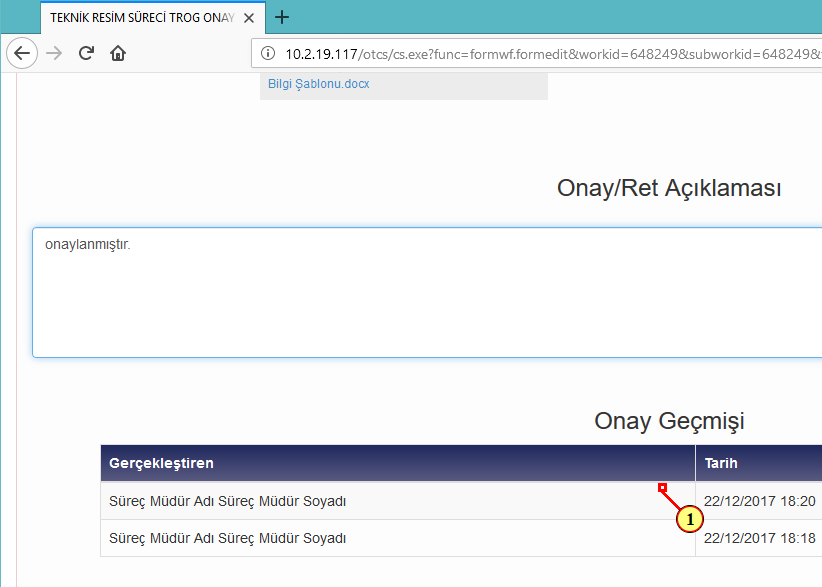 TEKNİK RESİM SÜRECİ TROG ONAY
10.2.19.117/otcs/cs.exe?func=formwf.formedit&workid=648249&subworkid=648249&
Bilgi Şablonu.docx
Onay/Ret Açıklaması
onaylanmıştır.
Onay Geçmişi
Gerçekleştiren Tarih
Süreç Müdür Adı Süreç Müdür Soyadı 22/12/2017 18:20
1
Süreç Müdür Adı Süreç Müdür Soyadı 22/12/2017 18:18